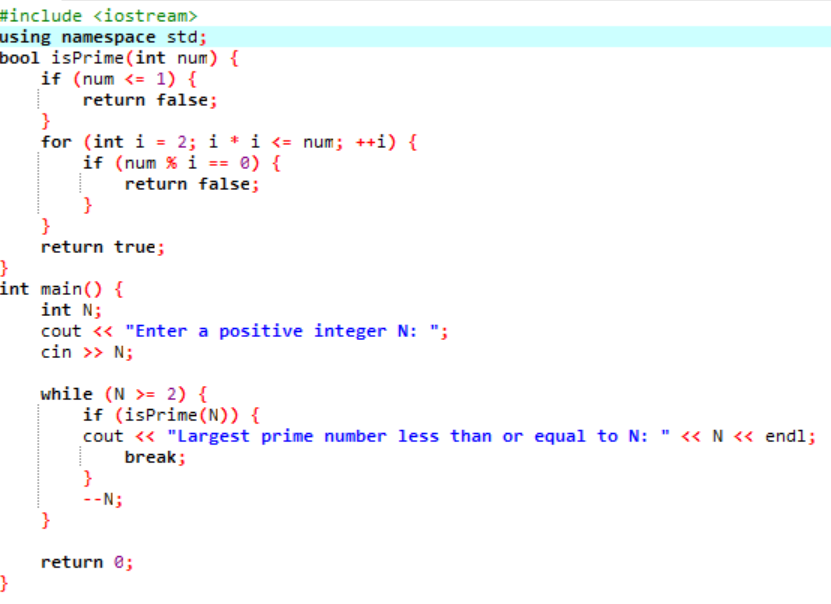 #include <iostream>
using namespace std;
bool isPrime(int num) {
    if (num <= 1) {
        return false;
    }
    for (int i = 2; i * i <= num; ++i) {
        if (num % i == 0) {
            return false;
        }
    }
    return true;
}
int main() {
    int N;
    cout << "Enter a positive integer N: ";
    cin >> N;

    while (N >= 2) {
        if (isPrime(N)) {
        cout << "Largest prime number less than or equal to N: " << N << endl;
            break;
        }
        --N;
    }

    return 0;
}